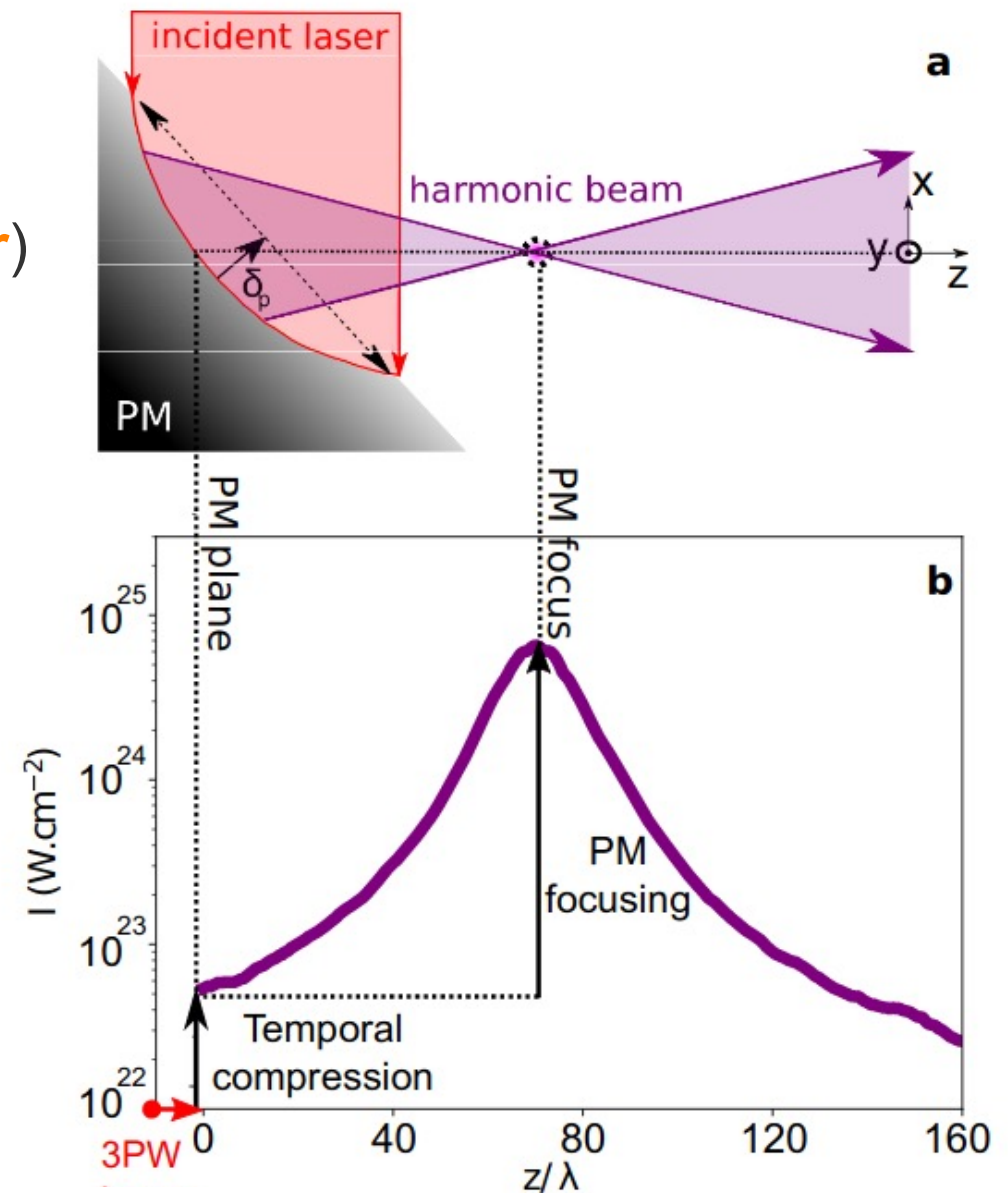 incident laser
a
r)
harmonic beam
x
y
z
δp
PM
PM plane
PM focus
b
10^25
10^24
10^23
10^22
I (W.cm^-2)
PM
focusing
Temporal
compression
3PW
0 40 80 120 160
z/λ